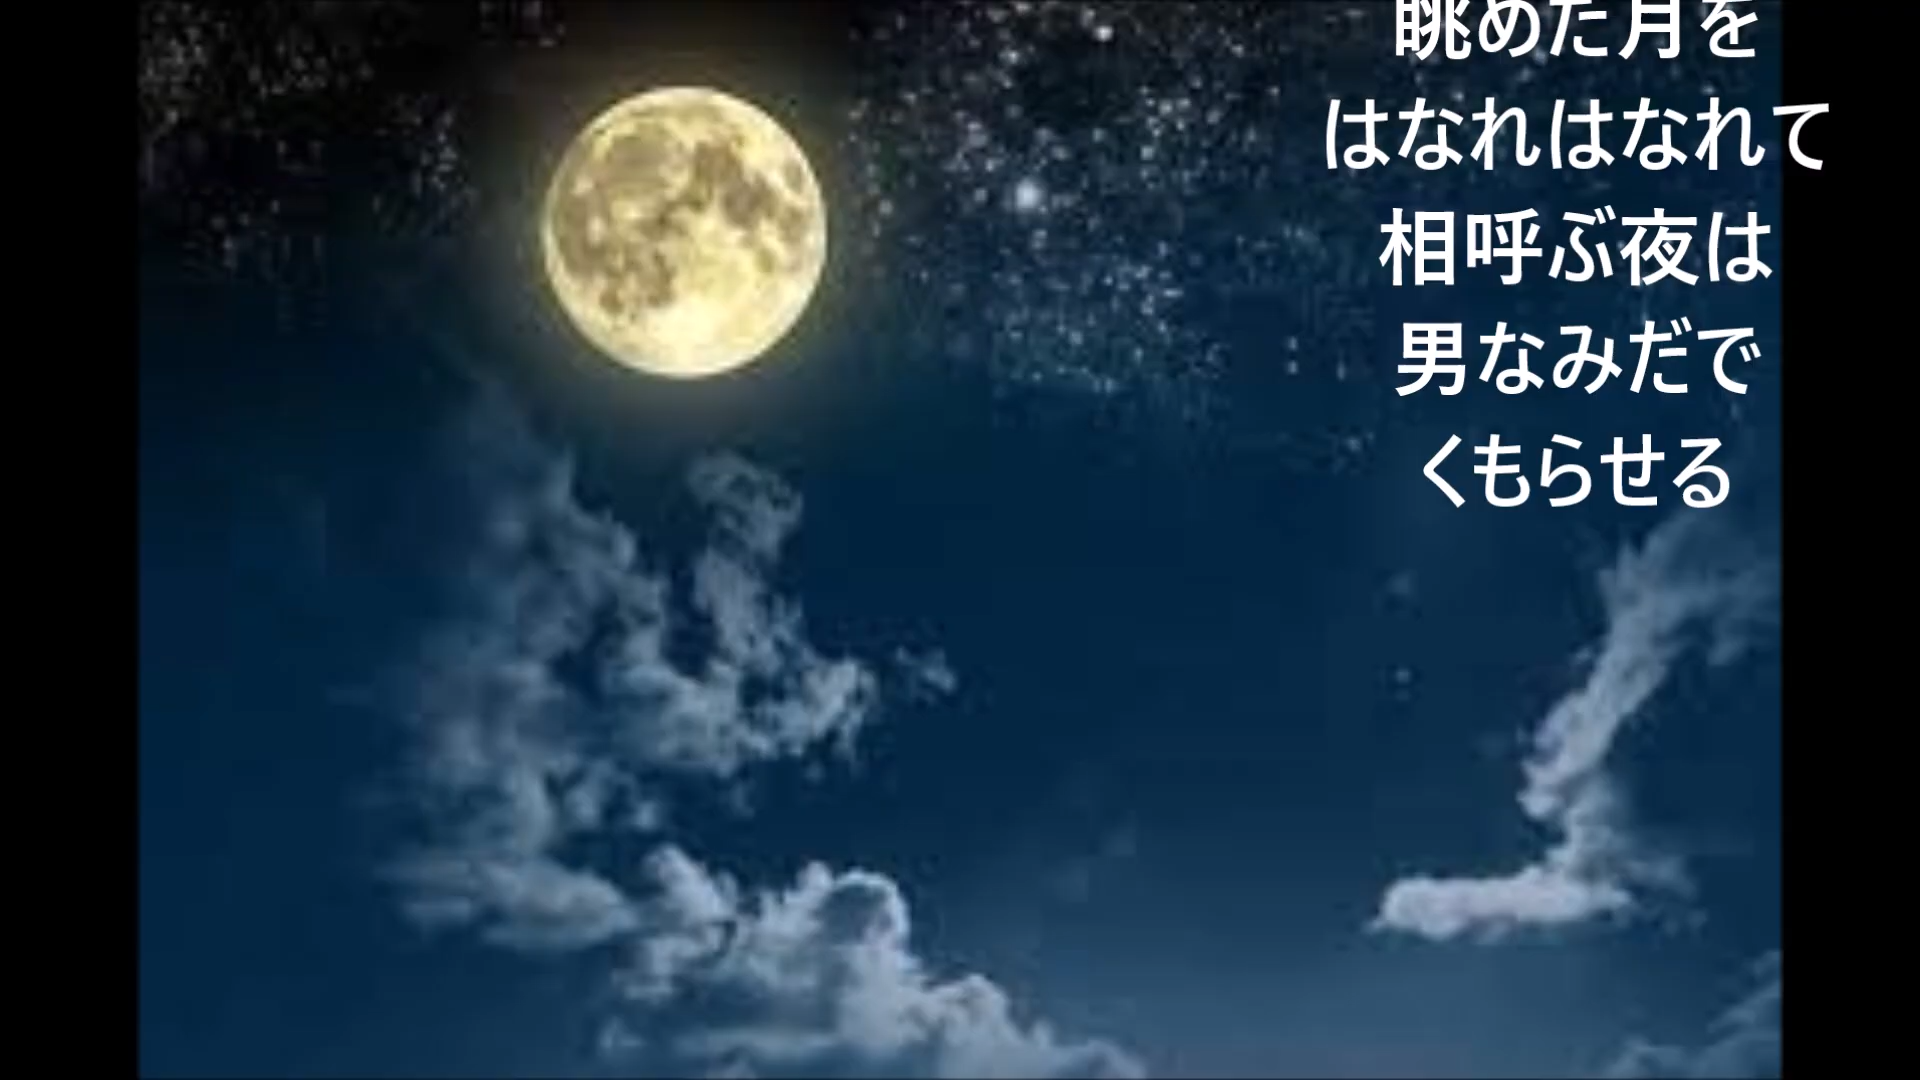 眺めた月を
はなれはなれて
相呼ぶ夜は
男なみだで
くもらせる